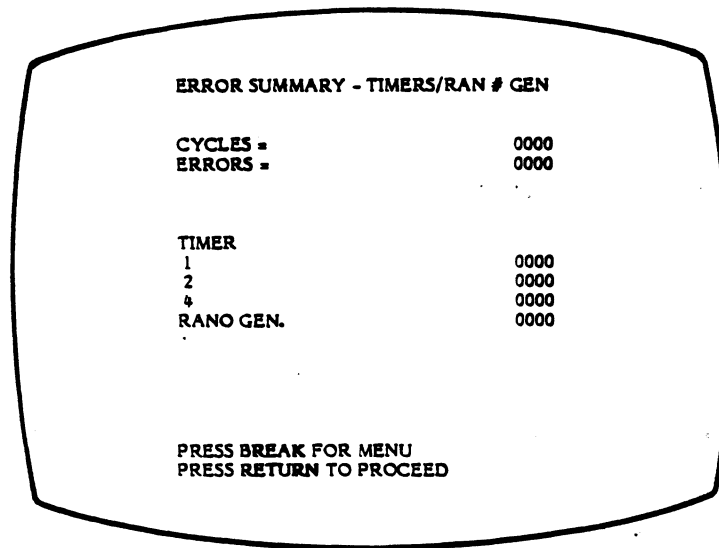 ERROR SUMMARY - TIMERS/RAN # GEN
CYCLES = 0000
ERRORS = 0000
TIMER
1 0000
2 0000
4 0000
RANO GEN. 0000
PRESS BREAK FOR MENU
PRESS RETURN TO PROCEED